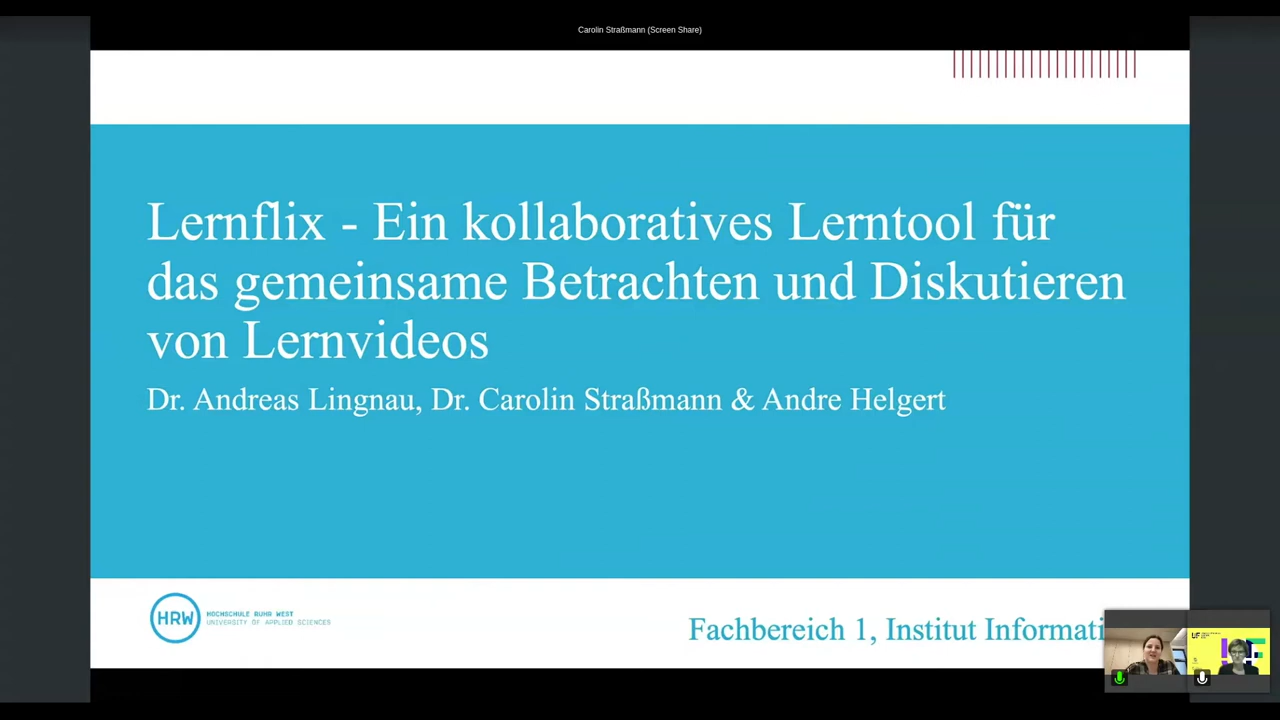 Carolin Straßmann (Screen Share)
Lernflix - Ein kollaboratives Lerntool für
das gemeinsame Betrachten und Diskutieren
von Lernvideos
Dr. Andreas Lingnau, Dr. Carolin Straßmann & Andre Helgert
HRW
HOCHSCHULE RUHR WEST
UNIVERSITY OF APPLIED SCIENCES
Fachbereich 1, Institut Informati